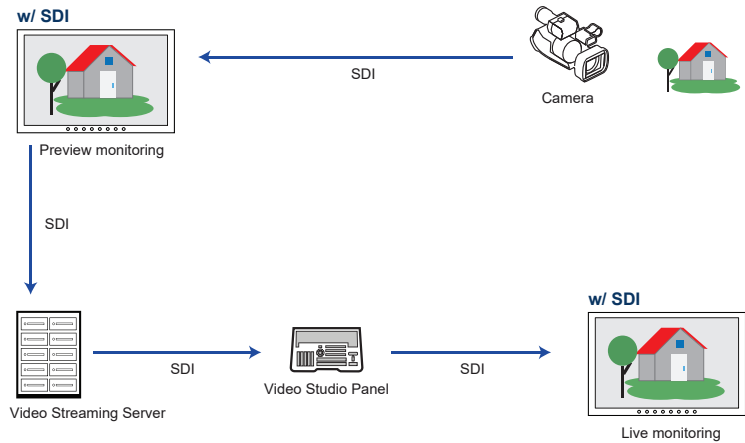 w/ SDI
SDI
Camera
Preview monitoring
SDI
w/ SDI
SDI
Video Studio Panel
SDI
Video Streaming Server
Live monitoring